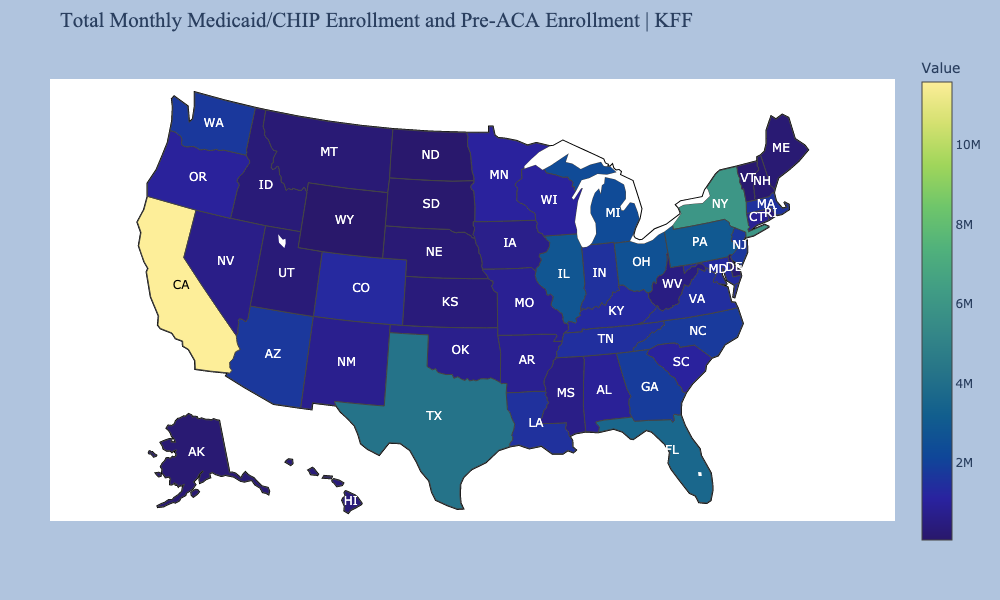 Total Monthly Medicaid/CHIP Enrollment and Pre-ACA Enrollment | KFF
Value
WA
MT
ND
MN
ME
OR
ID
SD
WI
MI
VT
NH
NY
MA
CT
RI
WY
IA
PA
NJ
NV
UT
NE
IL
IN
OH
MD
DE
CA
CO
KS
MO
KY
WV
VA
AZ
NM
OK
AR
TN
NC
SC
MS
AL
GA
TX
LA
FL
AK
HI
10M
8M
6M
4M
2M